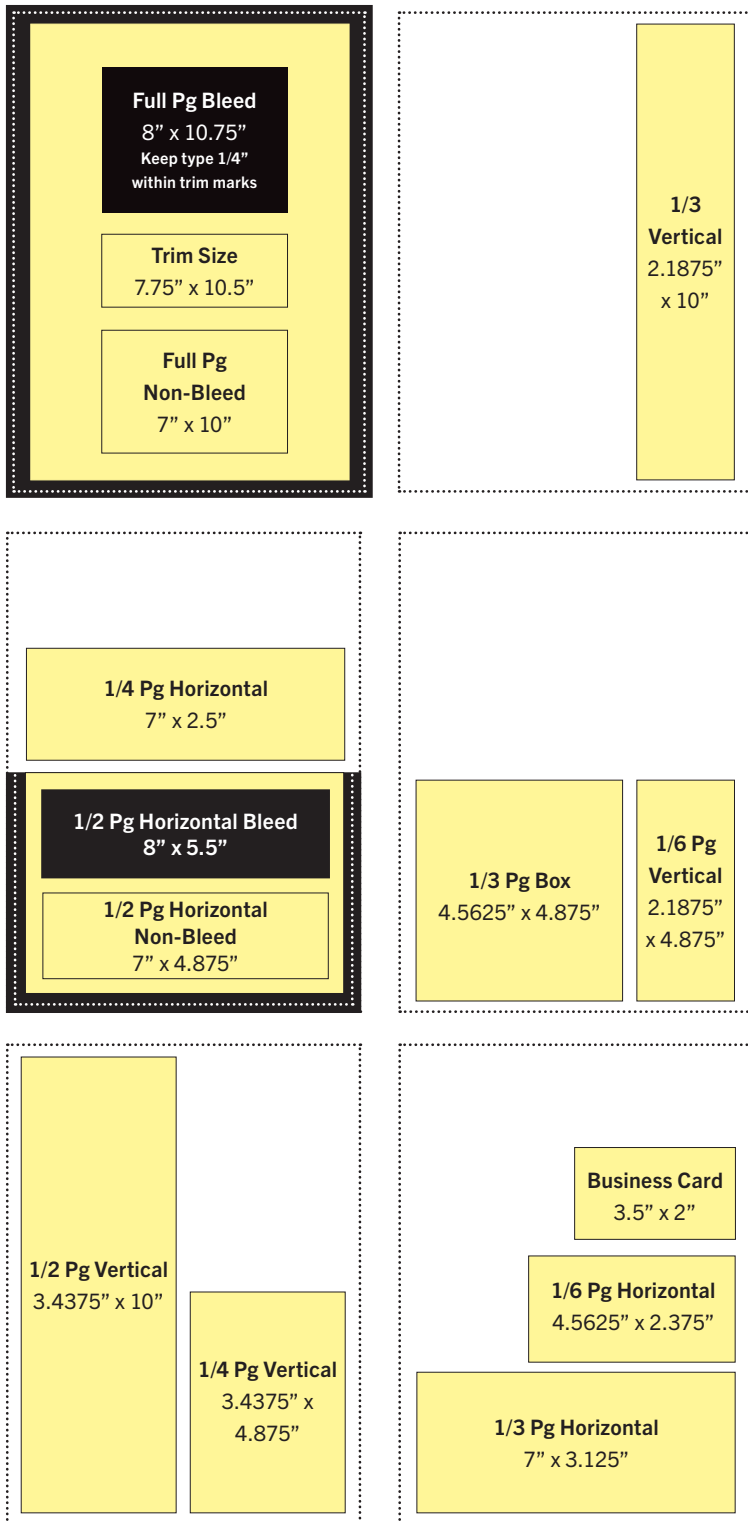 Full Pg Bleed
8” x 10.75”
Keep type 1/4”
within trim marks
Trim Size
7.75” x 10.5”
Full Pg
Non-Bleed
7” x 10”
1/3
Vertical
2.1875”
x 10”
1/4 Pg Horizontal
7” x 2.5”
1/2 Pg Horizontal Bleed
8” x 5.5”
1/2 Pg Horizontal
Non-Bleed
7” x 4.875”
1/3 Pg Box
4.5625” x 4.875”
1/6 Pg
Vertical
2.1875”
x 4.875”
1/2 Pg Vertical
3.4375” x 10”
1/4 Pg Vertical
3.4375” x
4.875”
Business Card
3.5” x 2”
1/6 Pg Horizontal
4.5625” x 2.375”
1/3 Pg Horizontal
7” x 3.125”